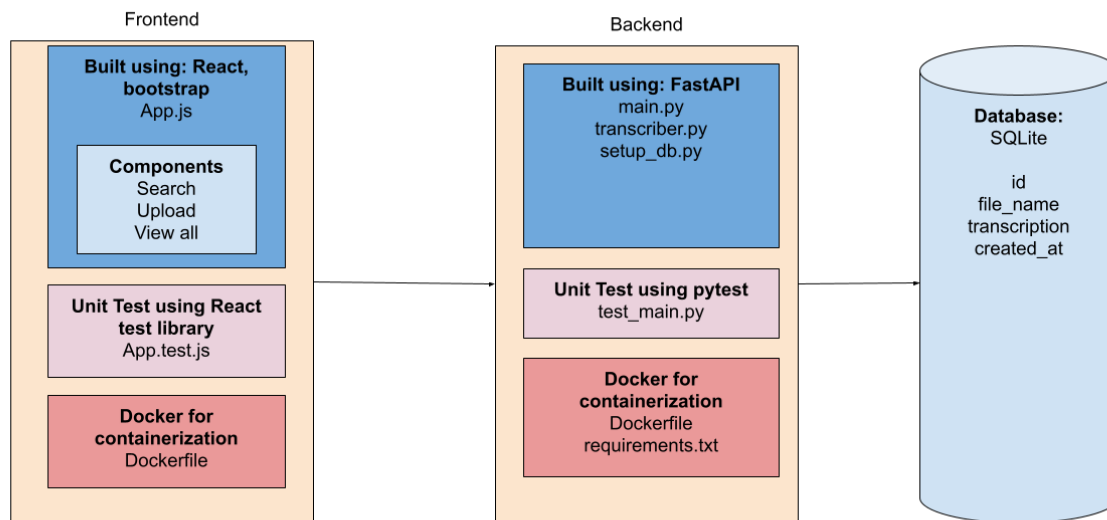 Frontend
Built using: React,
bootstrap
App.js
Components
Search
Upload
View all
Unit Test using React
test library
App.test.js
Docker for
containerization
Dockerfile
Backend
Built using: FastAPI
main.py
transcriber.py
setup_db.py
Unit Test using pytest
test_main.py
Docker for
containerization
Dockerfile
requirements.txt
Database:
SQLite
id
file_name
transcription
created_at